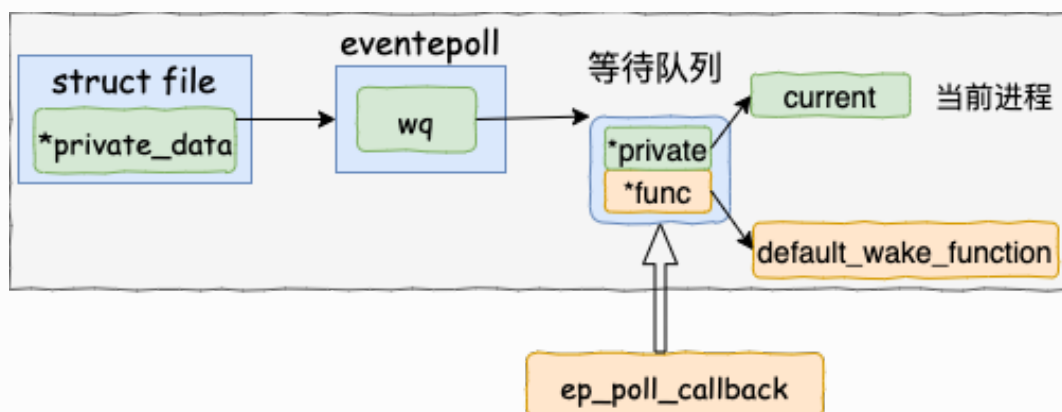 struct file
*private_data
eventepoll
wq
等待队列
*private
*func
current
当前进程
default_wake_function
ep_poll_callback